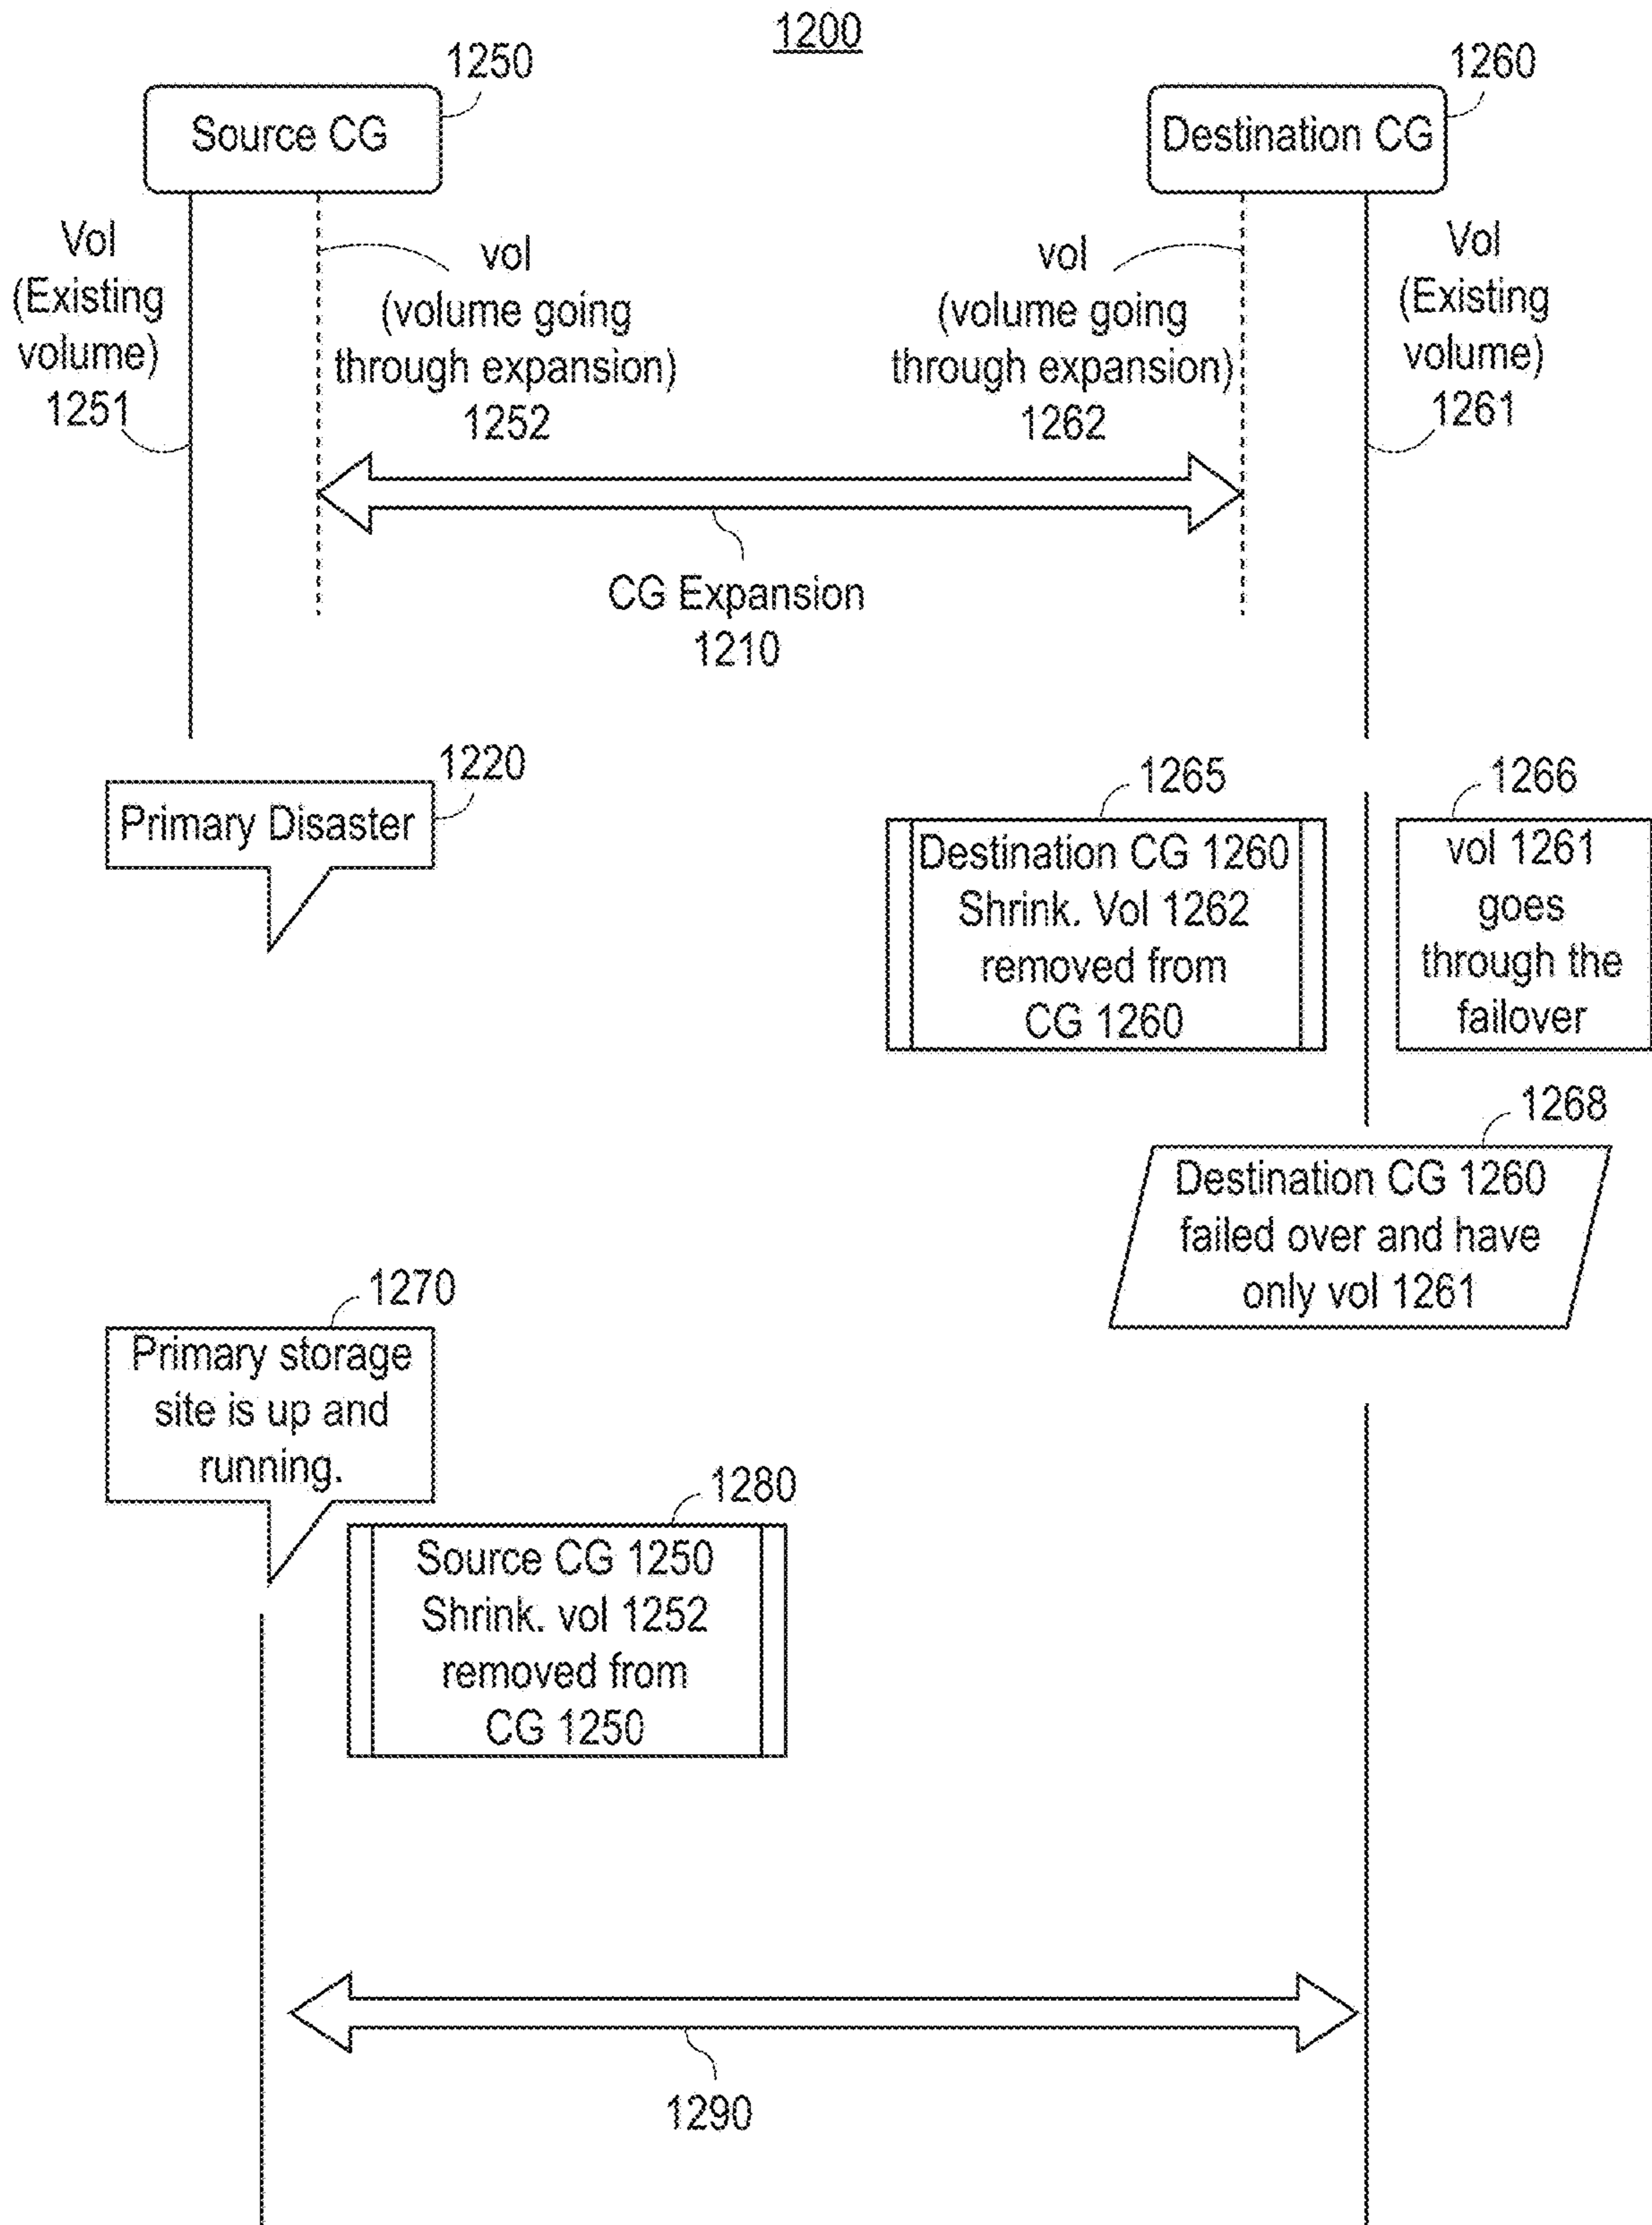 1200
1250
Source CG
1260
Destination CG
Vol
(Existing
volume)
1251
vol
(volume going
through expansion)
1252
vol
(volume going
through expansion)
1262
Vol
(Existing
volume)
1261
CG Expansion
1210
1220
Primary Disaster
1265
Destination CG 1260
Shrink. Vol 1262
removed from
CG 1260
1266
vol 1261
goes
through the
failover
1268
Destination CG 1260
failed over and have
only vol 1261
1270
Primary storage
site is up and
running.
1280
Source CG 1250
Shrink. vol 1252
removed from
CG 1250
1290